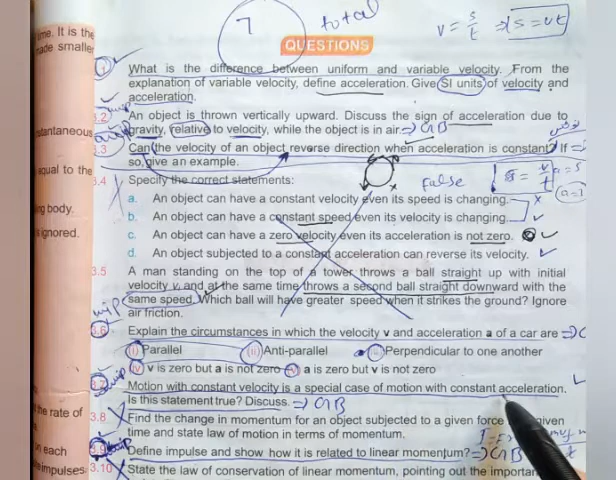 7 total v = s/t ⇒ s = vt
QUESTIONS
time. It is the
made smaller
What is the difference between uniform and variable velocity. From the
explanation of variable velocity, define acceleration. Give SI units of velocity and
acceleration.
3.2 An object is thrown vertically upward. Discuss the sign of acceleration due to
gravity, relative to velocity, while the object is in air. ⇒ GB
instantaneous
3.3 Can the velocity of an object reverse direction when acceleration is constant? If
so, give an example.
equal to the
3.4 Specify the correct statements: False
a. An object can have a constant velocity even its speed is changing. x
ng body.
b. An object can have a constant speed even its velocity is changing. ✓
s ignored.
c. An object can have a zero velocity even its acceleration is not zero. ✓
d. An object subjected to a constant acceleration can reverse its velocity. ✓
3.5 A man standing on the top of a tower throws a ball straight up with initial
velocity v and at the same time throws a second ball straight downward with the
same speed. Which ball will have greater speed when it strikes the ground? Ignore
air friction.
3.6 Explain the circumstances in which the velocity v and acceleration a of a car are
(i) Parallel (ii) Anti-parallel Perpendicular to one another
(iv) v is zero but a is not zero (v) a is zero but v is not zero
3.7 Motion with constant velocity is a special case of motion with constant acceleration.
Is this statement true? Discuss. ⇒ GB
the rate of
3.8 Find the change in momentum for an object subjected to a given force given
time and state law of motion in terms of momentum.
on each
3.9 Define impulse and show how it is related to linear momentum? ⇒ GB
impulses
3.10 State the law of conservation of linear momentum, pointing out the